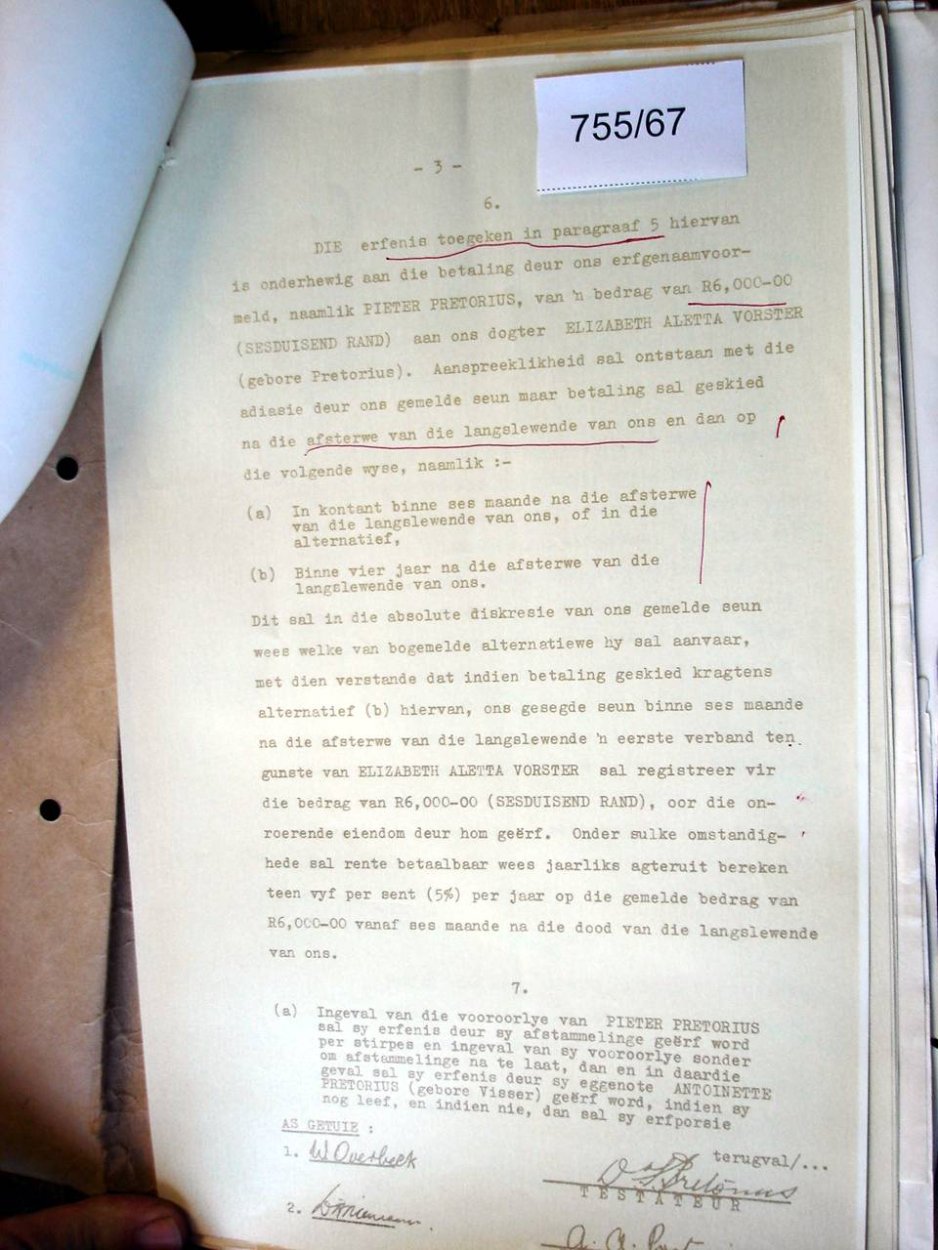 755/67
- 3 -
6.
DIE erfenis toegeken in paragraaf 5 hiervan
is onderhewig aan die betaling deur ons erfgenaamvoor-
meld, naamlik PIETER PRETORIUS, van 'n bedrag van R6,000-00
(SESDUISEND RAND) aan ons dogter ELIZABETH ALETTA VORSTER
(gebore Pretorius). Aanspreeklikheid sal ontstaan met die
adiasie deur ons gemelde seun maar betaling sal geskied
na die afsterwe van die langslewende van ons en dan op
die volgende wyse, naamlik :-
(a) In kontant binne ses maande na die afsterwe
van die langslewende van ons, of in die
alternatief,
(b) Binne vier jaar na die afsterwe van die
langslewende van ons.
Dit sal in die absolute diskresie van ons gemelde seun
wees welke van bogemelde alternatiewe hy sal aanvaar,
met dien verstande dat indien betaling geskied kragtens
alternatief (b) hiervan, ons gesegde seun binne ses maande
na die afsterwe van die langslewende 'n eerste verband ten
gunste van ELIZABETH ALETTA VORSTER sal registreer vir
die bedrag van R6,000-00 (SESDUISEND RAND), oor die on-
roerende eiendom deur hom geërf. Onder sulke omstandig-
hede sal rente betaalbaar wees jaarliks agteruit bereken
teen vyf per sent (5%) per jaar op die gemelde bedrag van
R6,000-00 vanaf ses maande na die dood van die langslewende
van ons.
7.
(a) Ingeval van die vooroorlye van PIETER PRETORIUS
sal sy erfenis deur sy afstammelinge geërf word
per stirpes en ingeval van sy vooroorlye sonder
om afstammelinge na te laat, dan en in daardie
geval sal sy erfenis deur sy eggenote ANTOINETTE
PRETORIUS (gebore Visser) geërf word, indien sy
nog leef, en indien nie, dan sal sy erfporsie
AS GETUIE :
terugval/...
1. W Overbeek
Pretorius
TESTATEUR
2.
A. A.